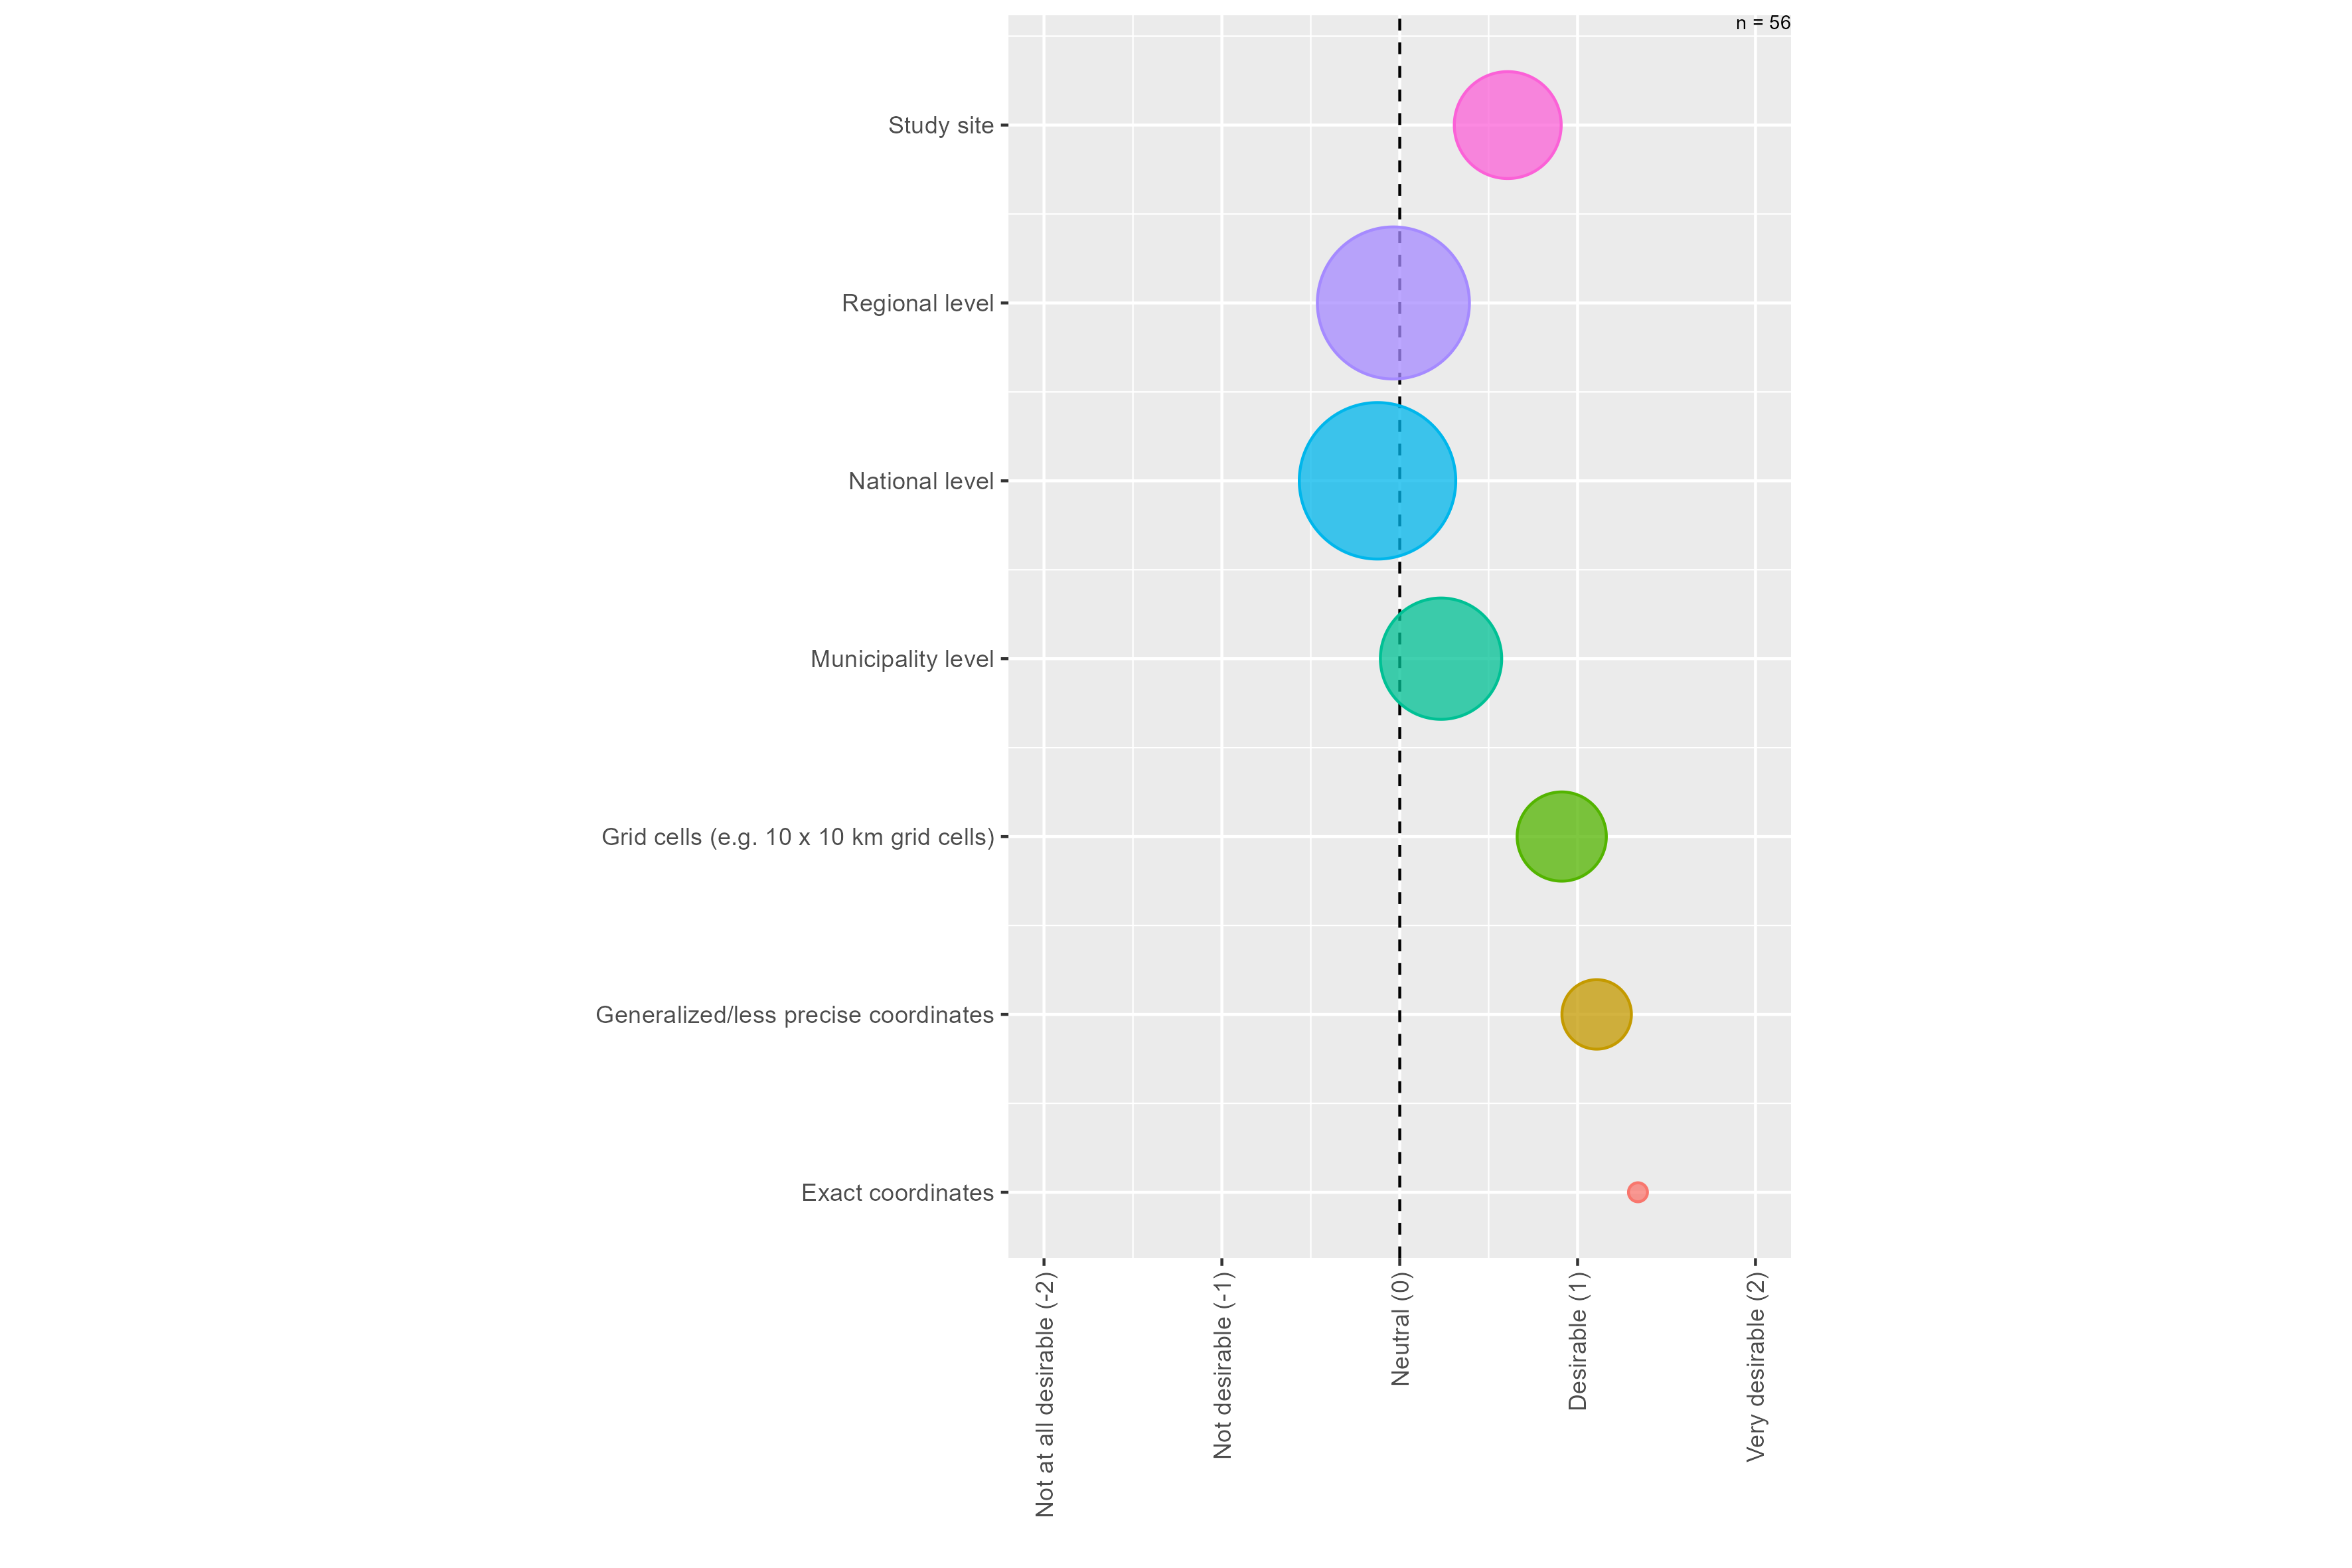 n = 56
Study site
Regional level
National level
Municipality level
Grid cells (e.g. 10 x 10 km grid cells)
Generalized/less precise coordinates
Exact coordinates
Not at all desirable (-2)
Not desirable (-1)
Neutral (0)
Desirable (1)
Very desirable (2)